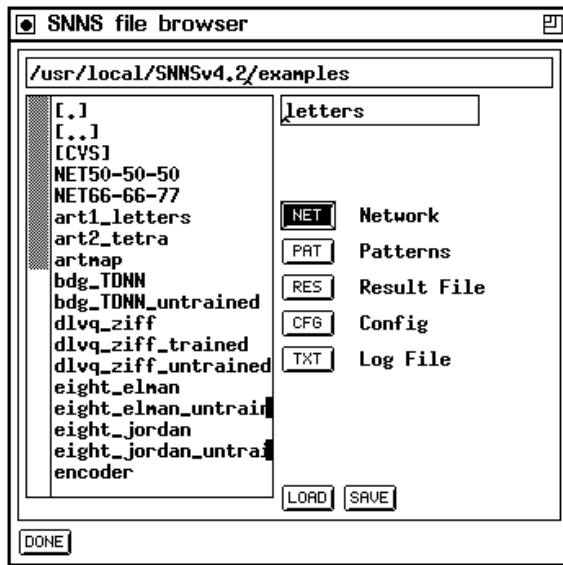 SNNS file browser
/usr/local/SNNSv4.2/examples
[.]
[..]
[CVS]
NET50-50-50
NET66-66-77
art1_letters
art2_tetra
artmap
bdg_TDNN
bdg_TDNN_untrained
dlvq_ziff
dlvq_ziff_trained
dlvq_ziff_untrained
eight_elman
eight_elman_untrain
eight_jordan
eight_jordan_untrai
encoder
letters
NET Network
PAT Patterns
RES Result File
CFG Config
TXT Log File
LOAD SAVE
DONE